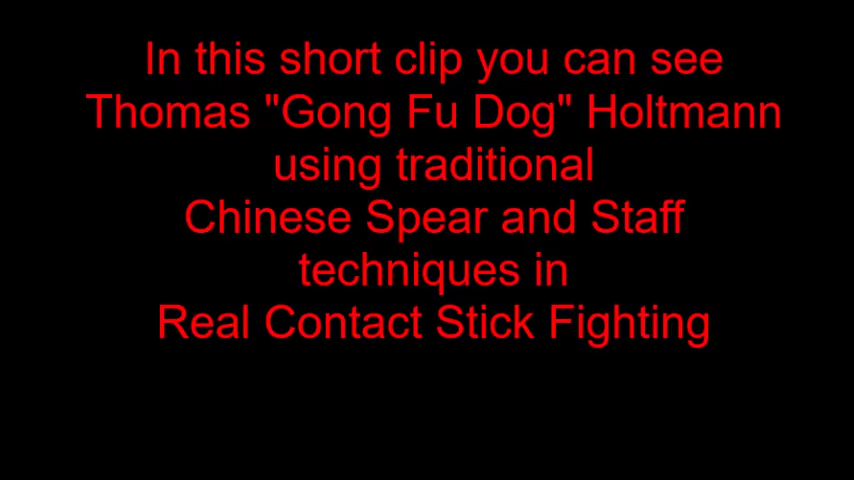 In this short clip you can see
Thomas "Gong Fu Dog" Holtmann
using traditional
Chinese Spear and Staff
techniques in
Real Contact Stick Fighting